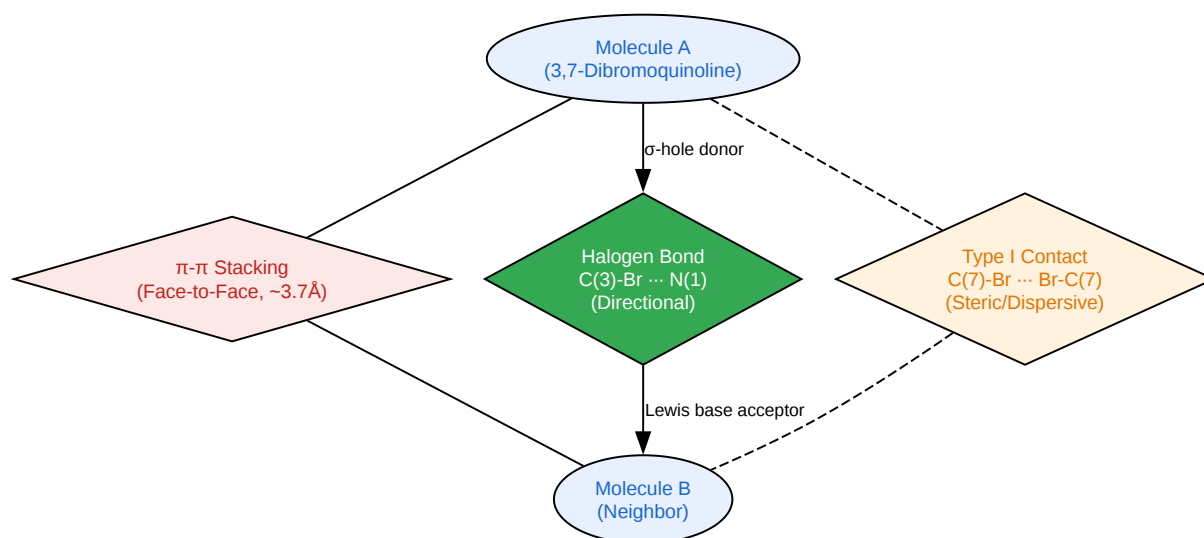 Molecule A
(3,7-Dibromoquinoline)
σ-hole donor
π-π Stacking
(Face-to-Face, ~3.7Å)
Halogen Bond
C(3)-Br ··· N(1)
(Directional)
Type I Contact
C(7)-Br ··· Br-C(7)
(Steric/Dispersive)
Lewis base acceptor
Molecule B
(Neighbor)